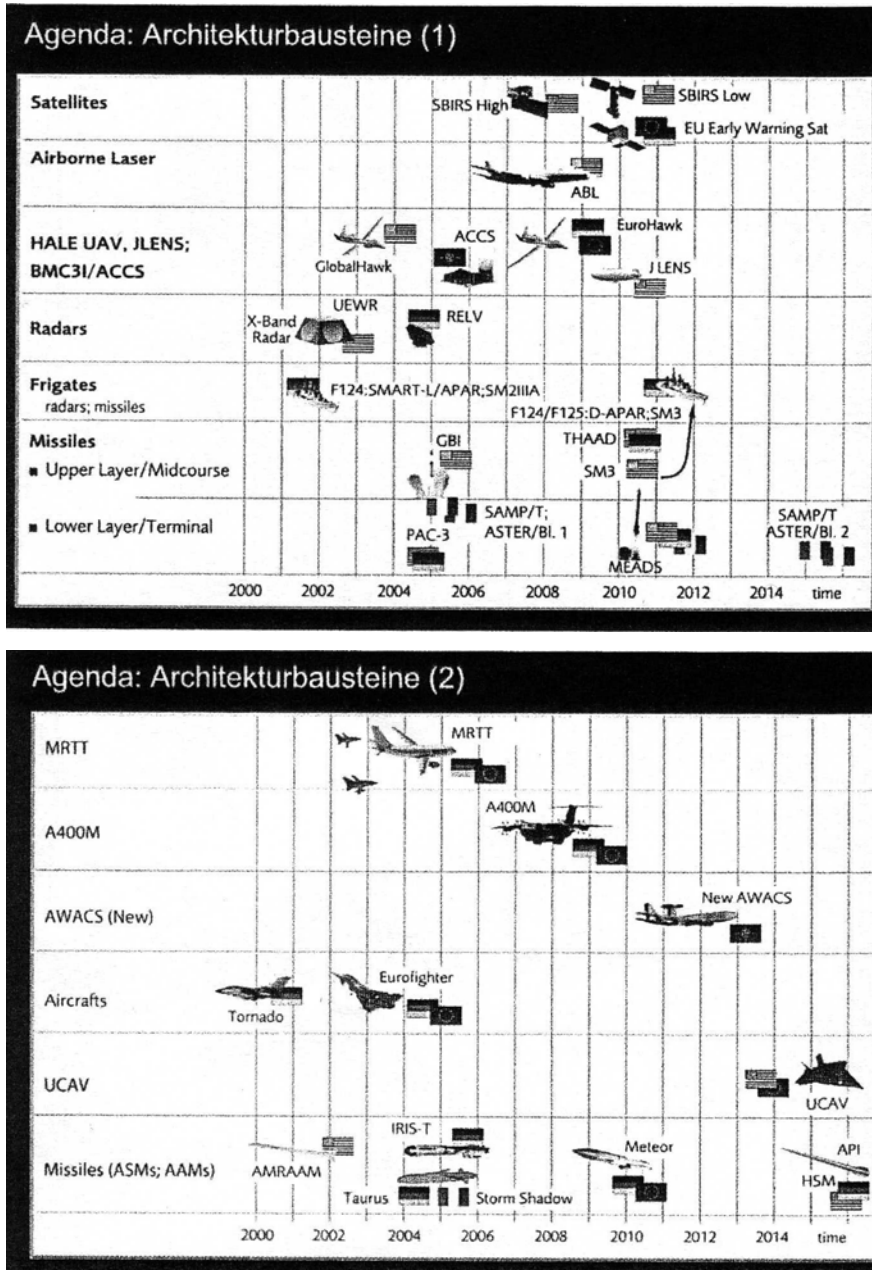 Agenda: Architekturbausteine (1)
Satellites
SBIRS High
SBIRS Low
EU Early Warning Sat
Airborne Laser
ABL
HALE UAV, JLENS;
BMC3I/ACCS
GlobalHawk
ACCS
EuroHawk
JLENS
Radars
X-Band
Radar
UEWR
RELV
Frigates
radars; missiles
F124:SMART-L/APAR;SM2IIIA
F124/F125:D-APAR;SM3
Missiles
▪ Upper Layer/Midcourse
GBI
THAAD
SM3
▪ Lower Layer/Terminal
PAC-3
SAMP/T;
ASTER/Bl. 1
MEADS
SAMP/T
ASTER/Bl. 2
2000 2002 2004 2006 2008 2010 2012 2014 time
Agenda: Architekturbausteine (2)
MRTT
MRTT
A400M
A400M
AWACS (New)
New AWACS
Aircrafts
Tornado
Eurofighter
UCAV
UCAV
Missiles (ASMs; AAMs)
AMRAAM
IRIS-T
Taurus
Storm Shadow
Meteor
API
HSM
2000 2002 2004 2006 2008 2010 2012 2014 time